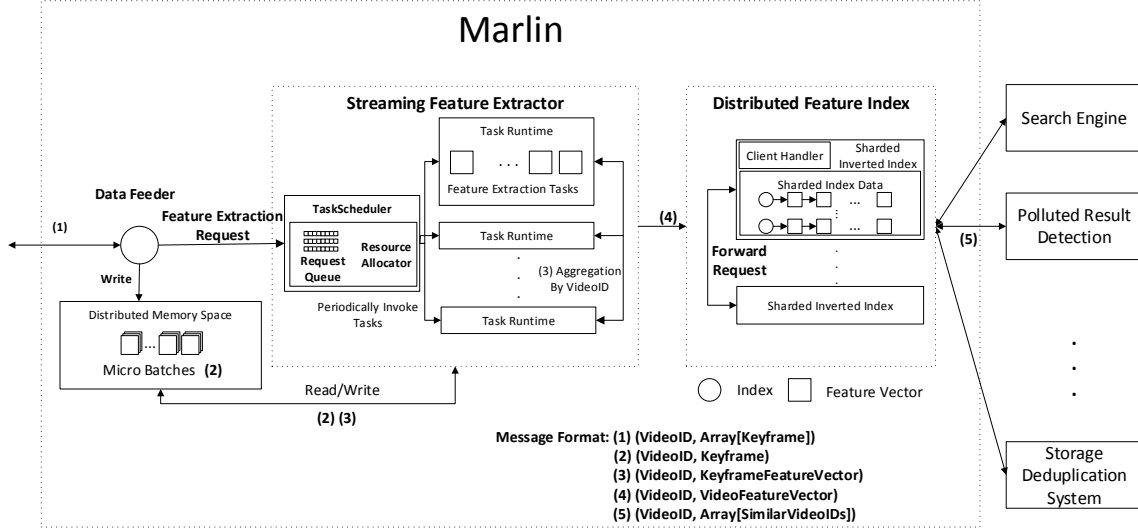 Marlin
Streaming Feature Extractor
Task Runtime
. . .
Feature Extraction Tasks
TaskScheduler
Request
Queue
Resource
Allocator
Task Runtime
.
.
.
(3) Aggregation
By VideoID
Periodically Invoke
Tasks
Task Runtime
Data Feeder
(1)
Feature Extraction
Request
Write
Distributed Memory Space
...
Micro Batches (2)
Read/Write
(2) (3)
(4)
Distributed Feature Index
Client Handler
Sharded
Inverted Index
Sharded Index Data
...
...
Forward
Request
.
.
.
Sharded Inverted Index
Index
Feature Vector
(5)
Search Engine
Polluted Result
Detection
.
.
.
Storage
Deduplication
System
Message Format: (1) (VideoID, Array[Keyframe])
(2) (VideoID, Keyframe)
(3) (VideoID, KeyframeFeatureVector)
(4) (VideoID, VideoFeatureVector)
(5) (VideoID, Array[SimilarVideoIDs])